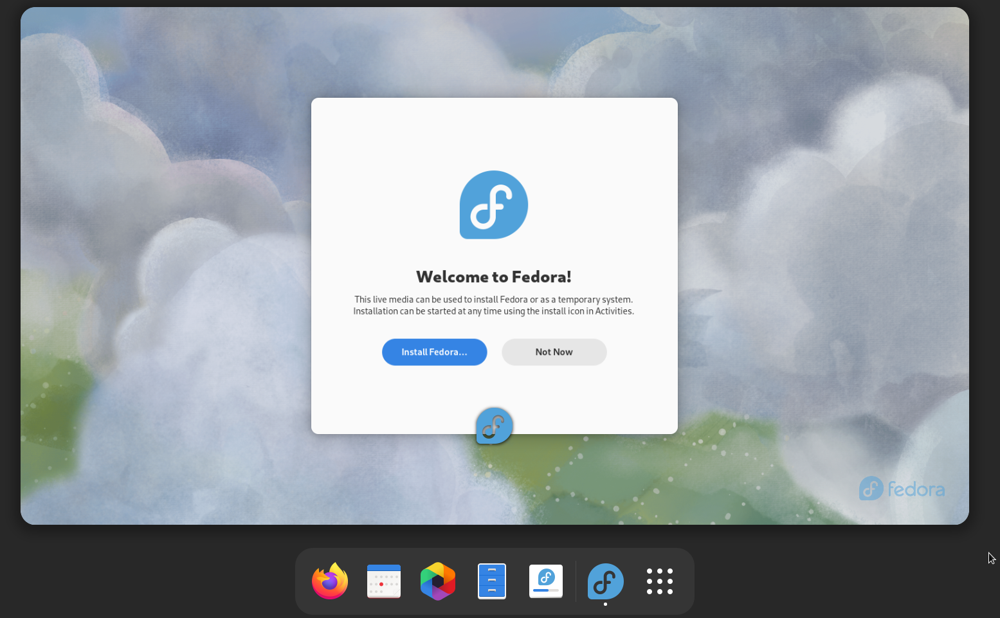 Welcome to Fedora!
This live media can be used to install Fedora or as a temporary system.
Installation can be started at any time using the install icon in Activities.
Install Fedora...
Not Now
fedora